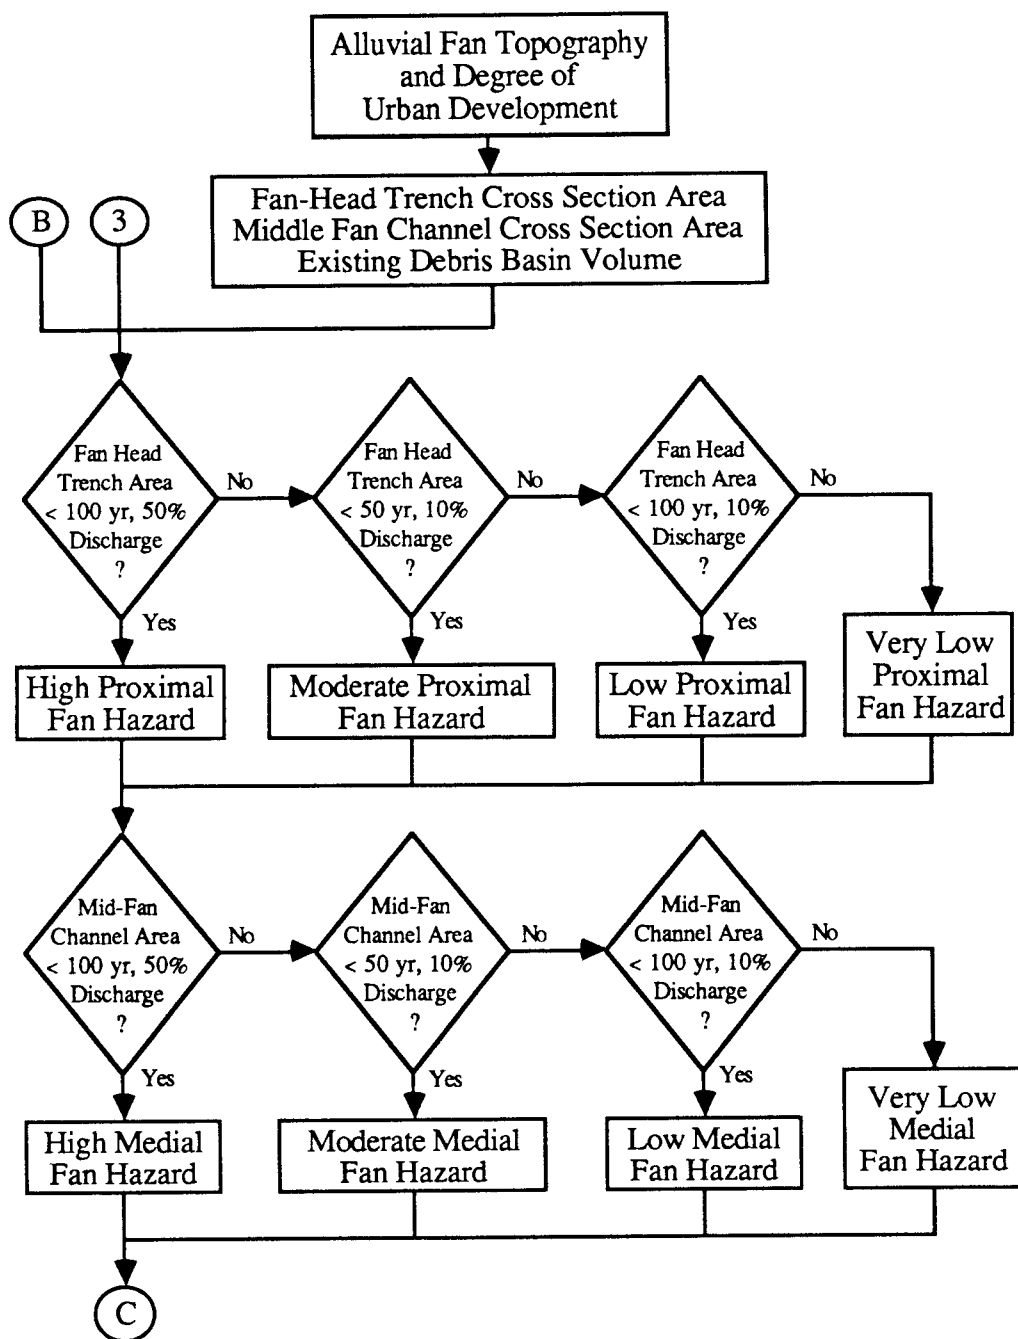 Alluvial Fan Topography
and Degree of
Urban Development
Fan-Head Trench Cross Section Area
Middle Fan Channel Cross Section Area
Existing Debris Basin Volume
B
3
Fan Head
Trench Area
< 100 yr, 50%
Discharge
?
No
Yes
Fan Head
Trench Area
< 50 yr, 10%
Discharge
?
No
Yes
Fan Head
Trench Area
< 100 yr, 10%
Discharge
?
No
Yes
High Proximal
Fan Hazard
Moderate Proximal
Fan Hazard
Low Proximal
Fan Hazard
Very Low
Proximal
Fan Hazard
Mid-Fan
Channel Area
< 100 yr, 50%
Discharge
?
No
Yes
Mid-Fan
Channel Area
< 50 yr, 10%
Discharge
?
No
Yes
Mid-Fan
Channel Area
< 100 yr, 10%
Discharge
?
No
Yes
High Medial
Fan Hazard
Moderate Medial
Fan Hazard
Low Medial
Fan Hazard
Very Low
Medial
Fan Hazard
C